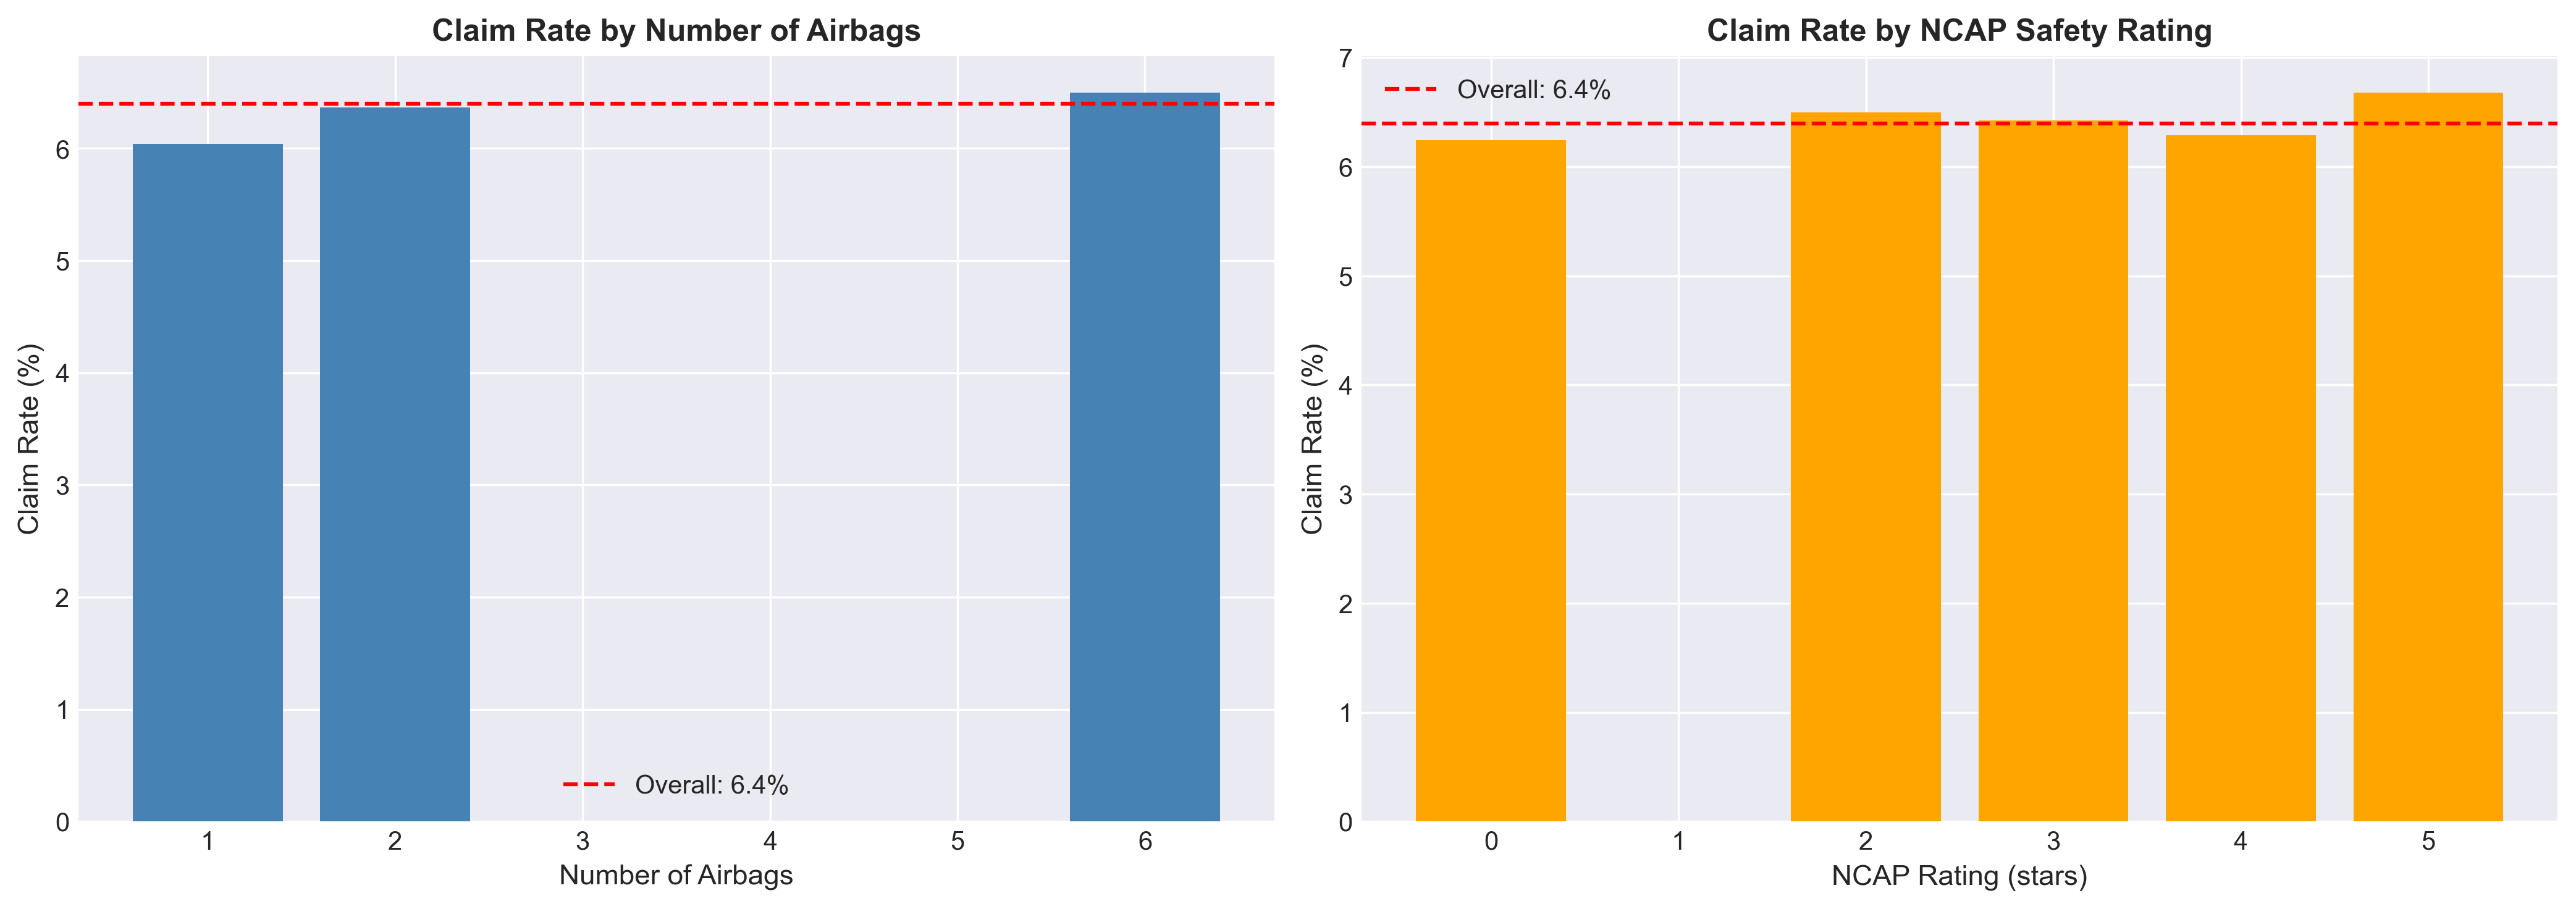 Claim Rate by Number of Airbags
Claim Rate (%)
6
5
4
3
2
1
0
Overall: 6.4%
1 2 3 4 5 6
Number of Airbags
Claim Rate by NCAP Safety Rating
Claim Rate (%)
7
6
5
4
3
2
1
0
Overall: 6.4%
0 1 2 3 4 5
NCAP Rating (stars)